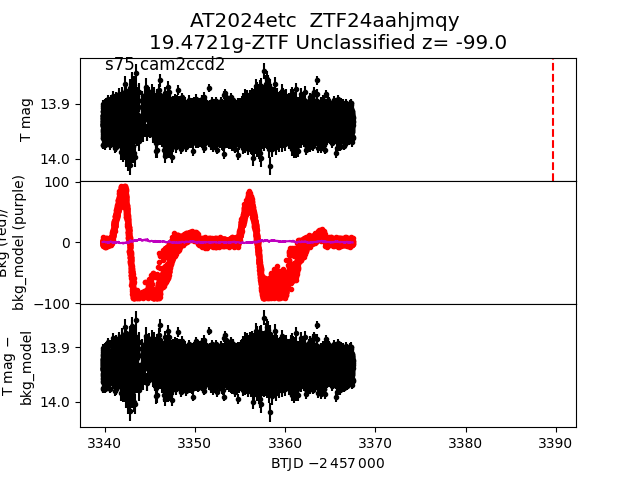 AT2024etc  ZTF24aahjmqy
19.4721g-ZTF Unclassified z= -99.0
s75 cam2ccd2
T mag
13.9
14.0
Bkg (red)/
bkg_model (purple)
100
0
−100
T mag −
bkg_model
13.9
14.0
3340 3350 3360 3370 3380 3390
BTJD −2 457 000